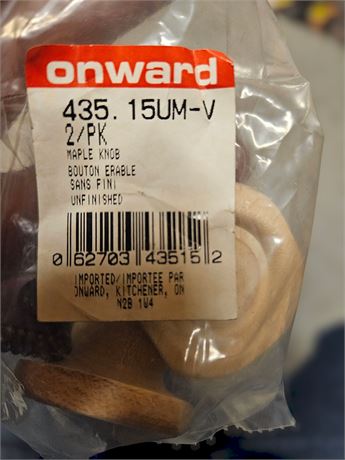 onward
435.15UM-V
2/PK
MAPLE KNOB
BOUTON ERABLE
SANS FINI
UNFINISHED
0 62703 43515 2
IMPORTED/IMPORTEE PAR
ONWARD, KITCHENER, ON
N2B 1W4